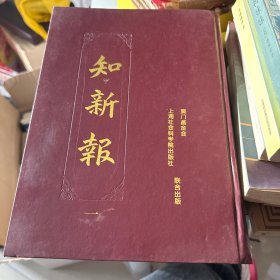 知新報
一
澳门基金会
上海社会科学院出版社
联合出版